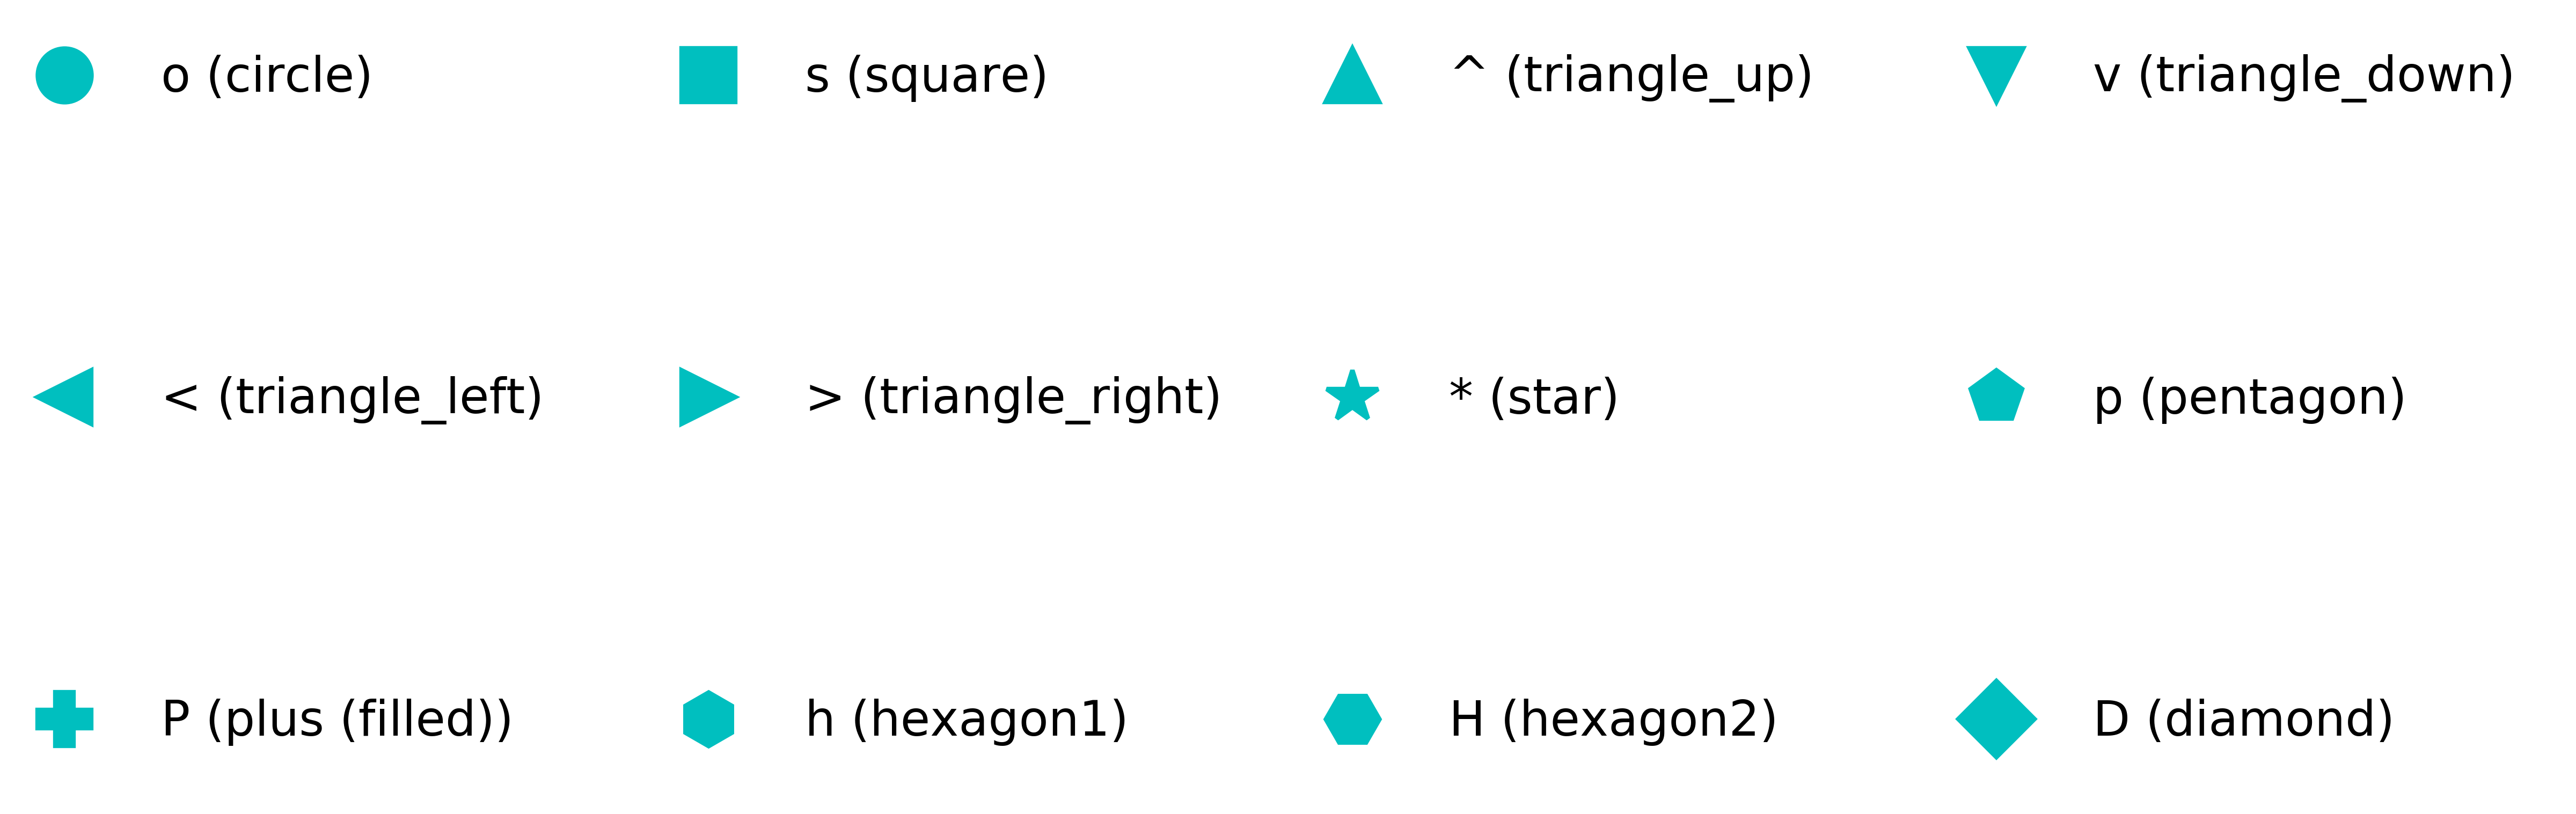 o (circle)
s (square)
^ (triangle_up)
v (triangle_down)
< (triangle_left)
> (triangle_right)
* (star)
p (pentagon)
P (plus (filled))
h (hexagon1)
H (hexagon2)
D (diamond)